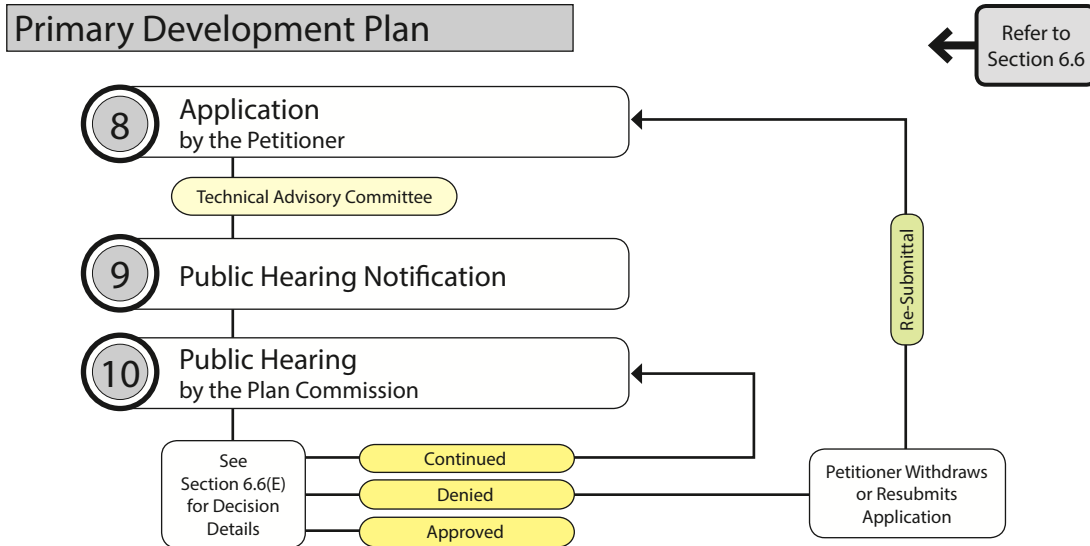 Primary Development Plan
Refer to
Section 6.6
8
Application
by the Petitioner
Technical Advisory Committee
9
Public Hearing Notification
Re-Submittal
10
Public Hearing
by the Plan Commission
See
Section 6.6(E)
for Decision
Details
Continued
Denied
Approved
Petitioner Withdraws
or Resubmits
Application